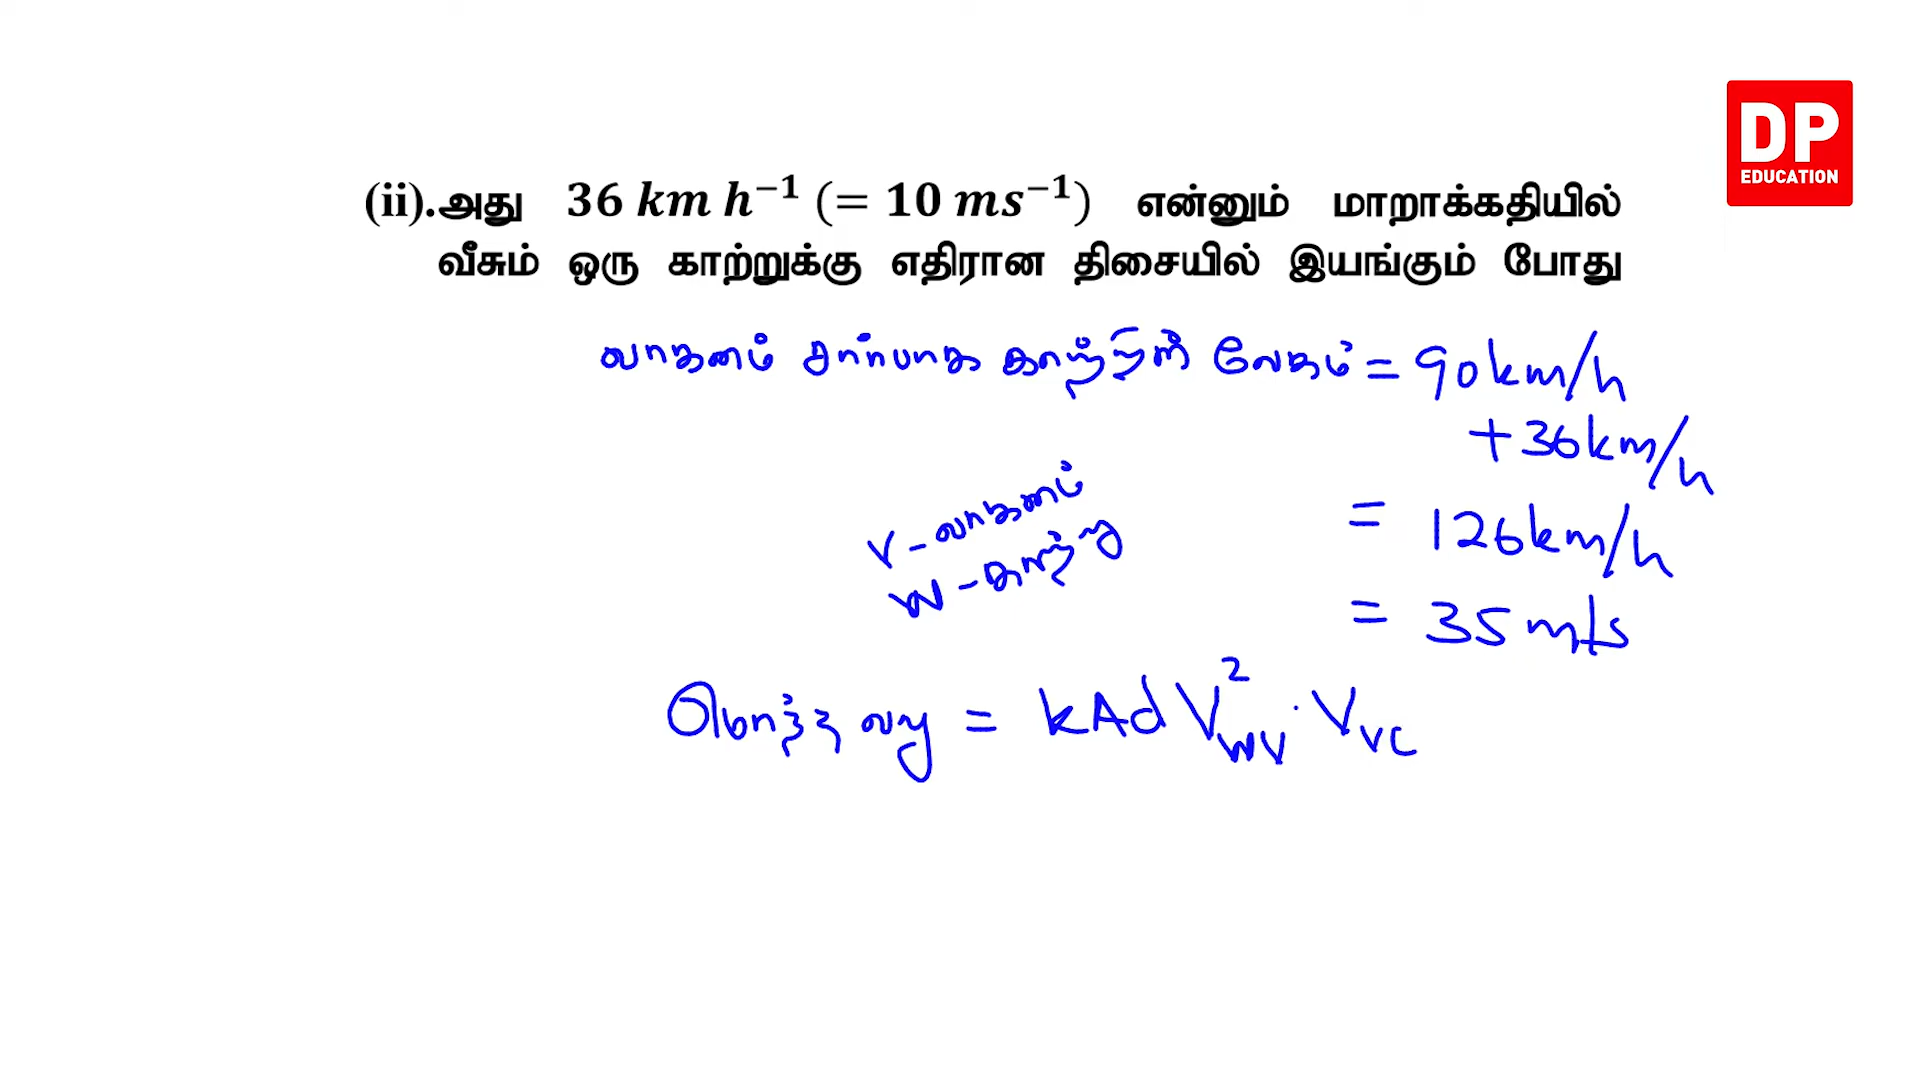 DP
EDUCATION
(ii).அது 36 km h⁻¹ (= 10 ms⁻¹) என்னும் மாறாக்கதியில்
வீசும் ஒரு காற்றுக்கு எதிரான திசையில் இயங்கும் போது
வாகனம் சார்பாக காற்றின் வேகம் = 90km/h
+36km/h
= 126km/h
= 35 m/s
V - வாகனம்
W - காற்று
மொத்த வலு = kAd V²WV · VVC